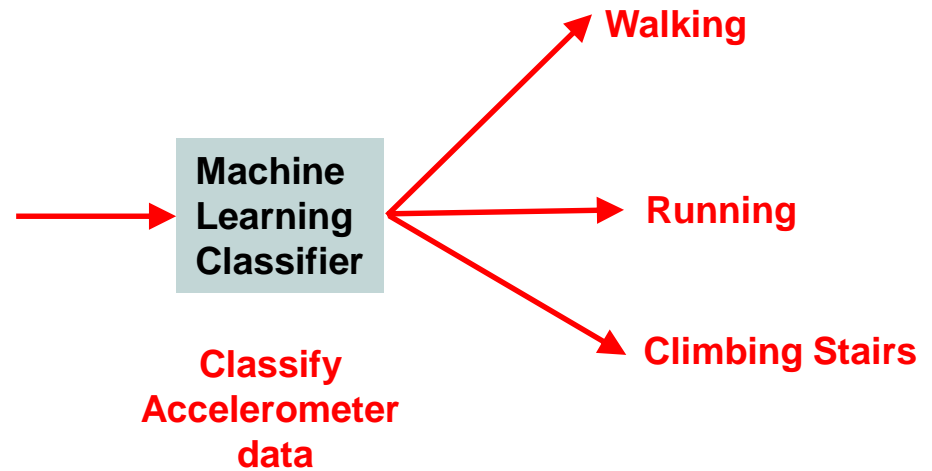 Walking
Machine
Learning
Classifier
Running
Climbing Stairs
Classify
Accelerometer
data